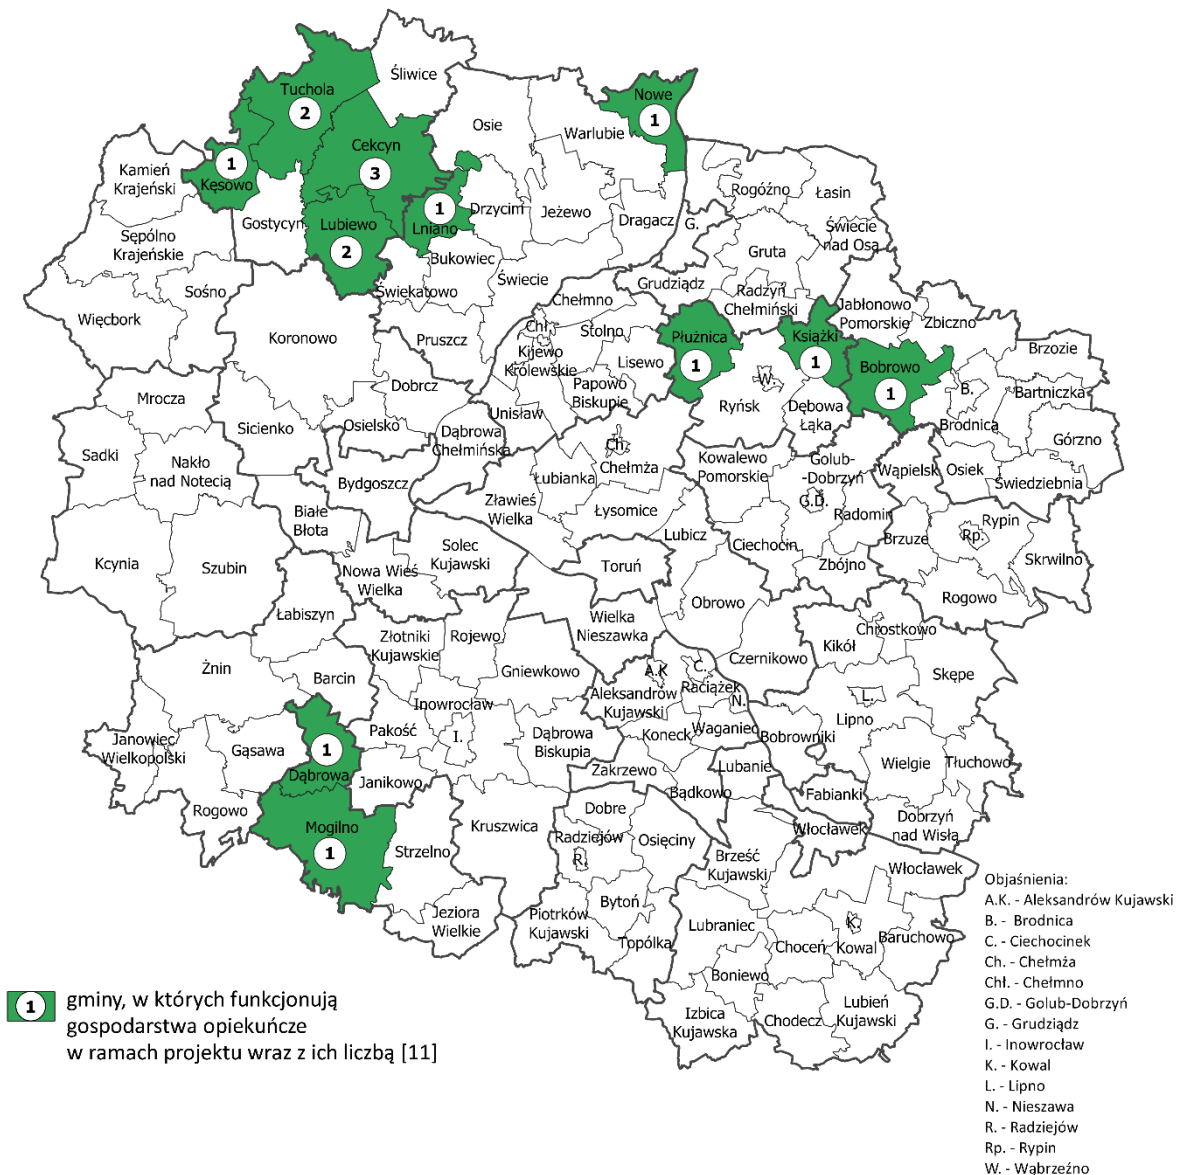 Śliwice
Tuchola
2
Nowe
1
Osie
Warlubie
Cekcyn
3
Kamień
Krajeński
1
Kęsowo
Rogóźno
Łasin
Gostycyn
Lubiewo
2
1
Lniano
Drzycim
Jeżewo
Dragacz
G.
Świecie
nad Osą
Sępólno
Krajeńskie
Gruta
Bukowiec
Świecie
Sośno
Świekatowo
Grudziądz
Radzyń
Chełmiński
Chełmno
Jabłonowo
Pomorskie
Zbiczno
Więcbork
Koronowo
Pruszcz
Chł.
Stolno
Płużnica
1
Książki
1
Kijewo
Królewskie
Lisewo
Bobrowo
1
Brzozie
Dobrcz
Papowo
Biskupie
W.
B.
Bartniczka
Mrocza
Unisław
Ryńsk
Dębowa
Łąka
Brodnica
Sicienko
Osielsko
Dąbrowa
Chełmińska
Górzno
Ch.
Chełmża
Sadki
Nakło
nad Notecią
Kowalewo
Pomorskie
Golub-
-Dobrzyń
G.D.
Wąpielsk
Osiek
Świedziebnia
Bydgoszcz
Łubianka
Zławieś
Wielka
Łysomice
Białe
Błota
Radomin
Rypin
Lubicz
Ciechocin
Brzuze
Rp.
Solec
Kujawski
Kcynia
Szubin
Nowa Wieś
Wielka
Toruń
Zbójno
Skrwilno
Rogowo
Obrowo
Łabiszyn
Wielka
Nieszawka
Złotniki
Kujawskie
Rojewo
Chrostkowo
Kikół
Czernikowo
Żnin
Barcin
Gniewkowo
A.K
C.
Raciążek
N.
Skępe
Aleksandrów
Kujawski
Inowrocław
I.
L.
Lipno
Pakość
Dąbrowa
Biskupia
Koneck
Waganiec
Bobrowniki
Janowiec
Wielkopolski
Gąsawa
1
Dąbrowa
Janikowo
Zakrzewo
Lubanie
Wielgie
Tłuchowo
Bądkowo
Fabianki
Rogowo
Mogilno
1
Dobre
Kruszwica
Radziejów
R.
Osięciny
Włocławek
Dobrzyń
nad Wisłą
Strzelno
Brześć
Kujawski
Włocławek
Bytoń
Jeziora
Wielkie
Piotrków
Kujawski
Topólka
Lubraniec
K.
Kowal
Choceń
Baruchowo
Boniewo
Izbica
Kujawska
Chodecz
Lubień
Kujawski
1
gminy, w których funkcjonują
gospodarstwa opiekuńcze
w ramach projektu wraz z ich liczbą [11]
Objaśnienia:
A.K. - Aleksandrów Kujawski
B. - Brodnica
C. - Ciechocinek
Ch. - Chełmża
Chł. - Chełmno
G.D. - Golub-Dobrzyń
G. - Grudziądz
I. - Inowrocław
K. - Kowal
L. - Lipno
N. - Nieszawa
R. - Radziejów
Rp. - Rypin
W. - Wąbrzeźno